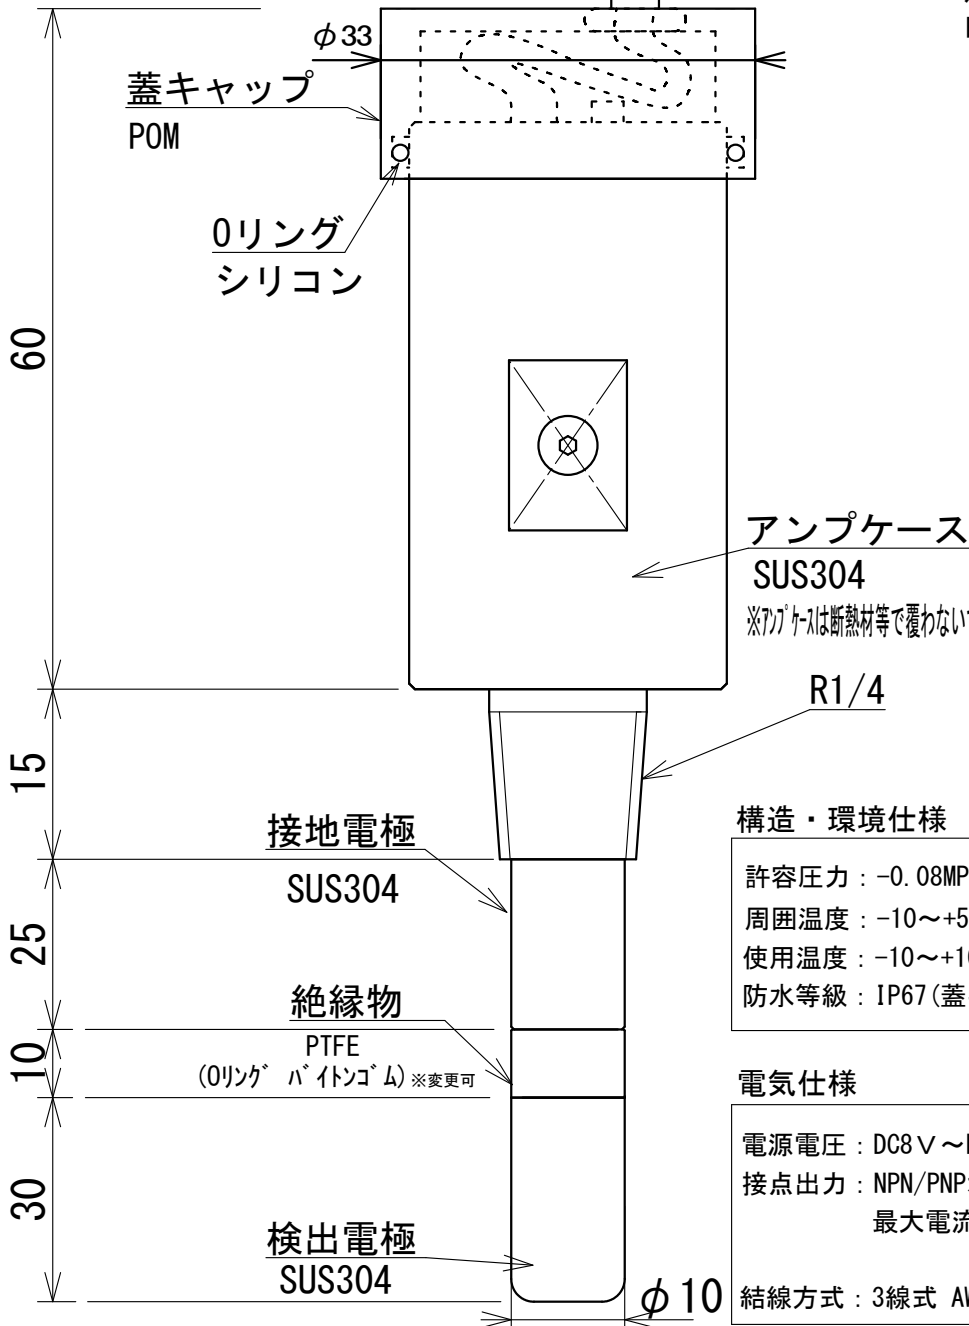 φ33
蓋キャップ
POM
Oリング
シリコン
60
アンプケース
SUS304
※アンプケースは断熱材等で覆わない
R1/4
15
接地電極
SUS304
25
絶縁物
PTFE
(Oリング バイトンゴム)※変更可
10
30
検出電極
SUS304
φ10
構造・環境仕様
許容圧力：-0.08MP
周囲温度：-10～+5
使用温度：-10～+1
防水等級：IP67(蓋
電気仕様
電源電圧：DC8V～
接点出力：NPN/PNP
最大電流
結線方式：3線式 AW